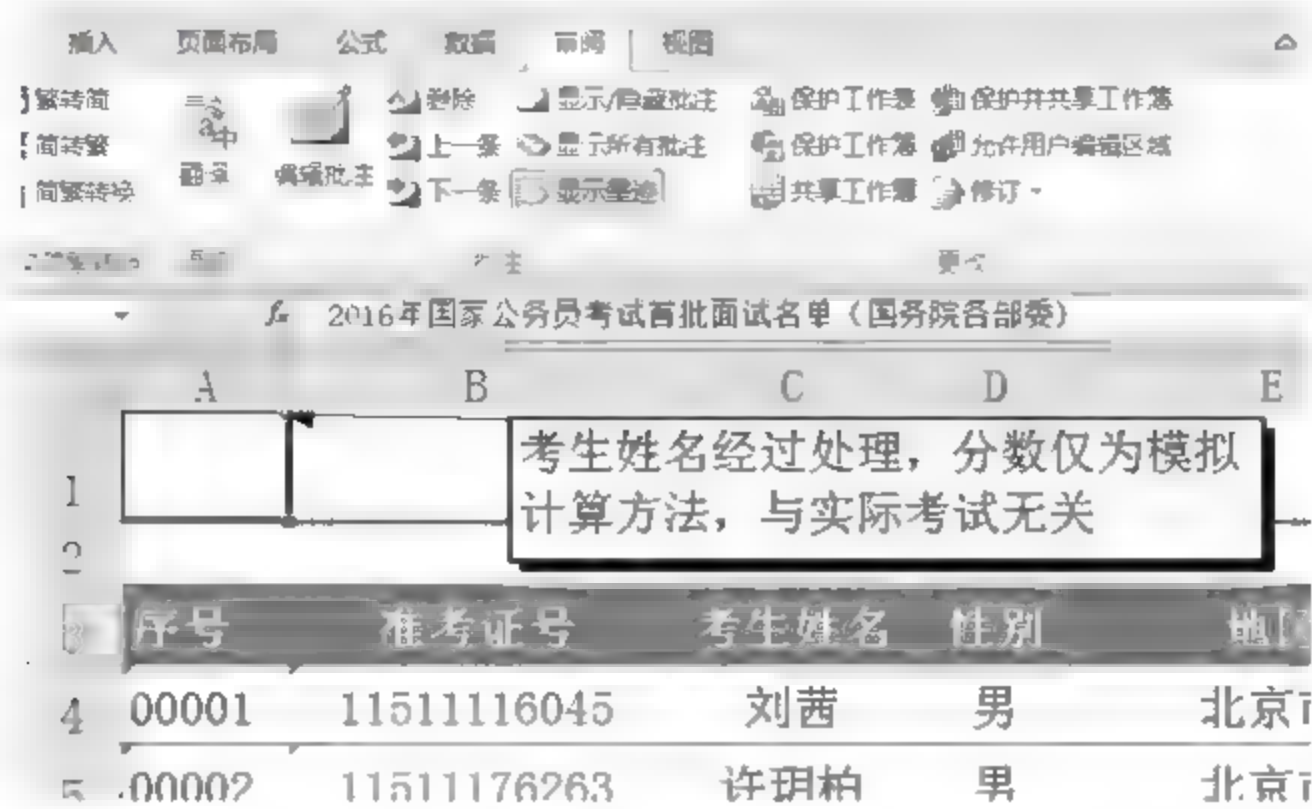 插入 页面布局 公式 数据 审阅 视图
繁转简 删除 显示/隐藏批注 保护工作表 保护并共享工作簿
简转繁 上一条 显示所有批注 保护工作簿 允许用户编辑区域
翻译 编辑批注
简繁转换 下一条 显示墨迹 共享工作簿 修订
更改
fx 2016年国家公务员考试首批面试名单（国务院各部委）
A B C D E
考生姓名经过处理，分数仅为模拟
1 计算方法，与实际考试无关
2
3 序号 准考证号 考生姓名 性别
4 00001 11511116045 刘茜 男 北京
5 00002 11511176263 许玥柏 男 北京